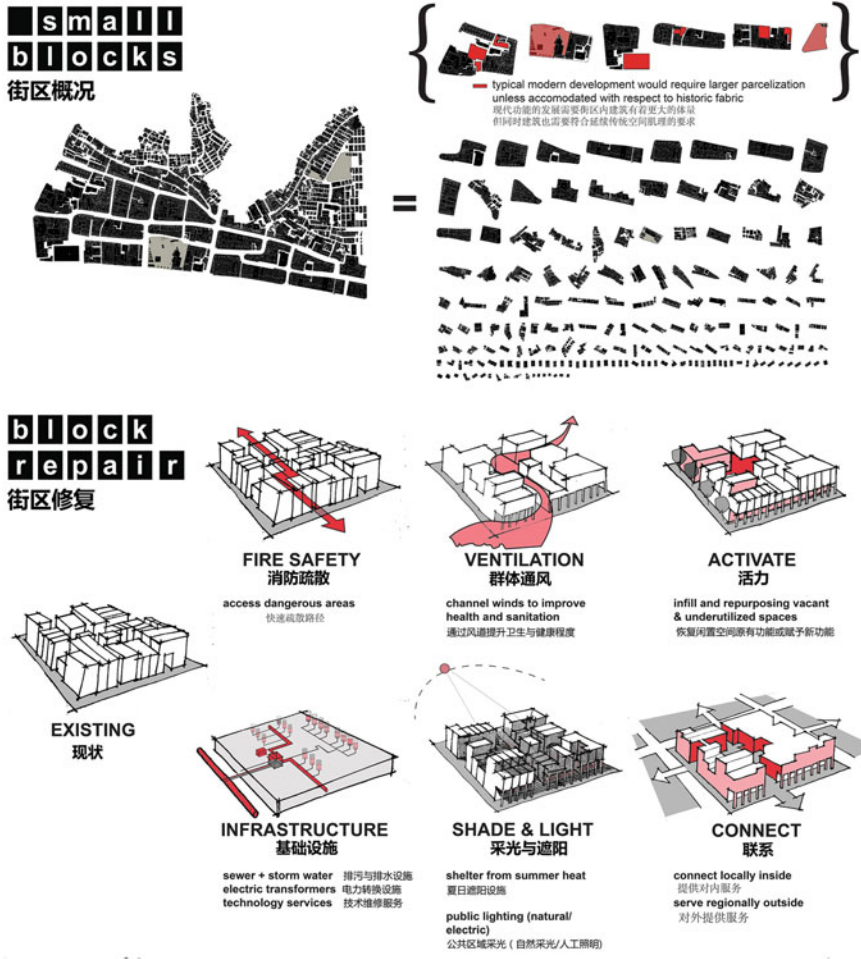 small
blocks
街区概况
typical modern development would require larger parcelization
unless accomodated with respect to historic fabric
现代功能的发展需要街区内建筑有着更大的体量
但同时建筑也需要符合延续传统空间肌理的要求
=
block
repair
街区修复
EXISTING
现状
FIRE SAFETY
消防疏散
access dangerous areas
快速疏散路径
VENTILATION
群体通风
channel winds to improve
health and sanitation
通过风道提升卫生与健康程度
ACTIVATE
活力
infill and repurposing vacant
& underutilized spaces
恢复闲置空间原有功能或赋予新功能
INFRASTRUCTURE
基础设施
sewer + storm water 排污与排水设施
electric transformers 电力转换设施
technology services 技术维修服务
SHADE & LIGHT
采光与遮阳
shelter from summer heat
夏日遮阳设施
public lighting (natural/
electric)
公共区域采光（自然采光/人工照明)
CONNECT
联系
connect locally inside
提供对内服务
serve regionally outside
对外提供服务